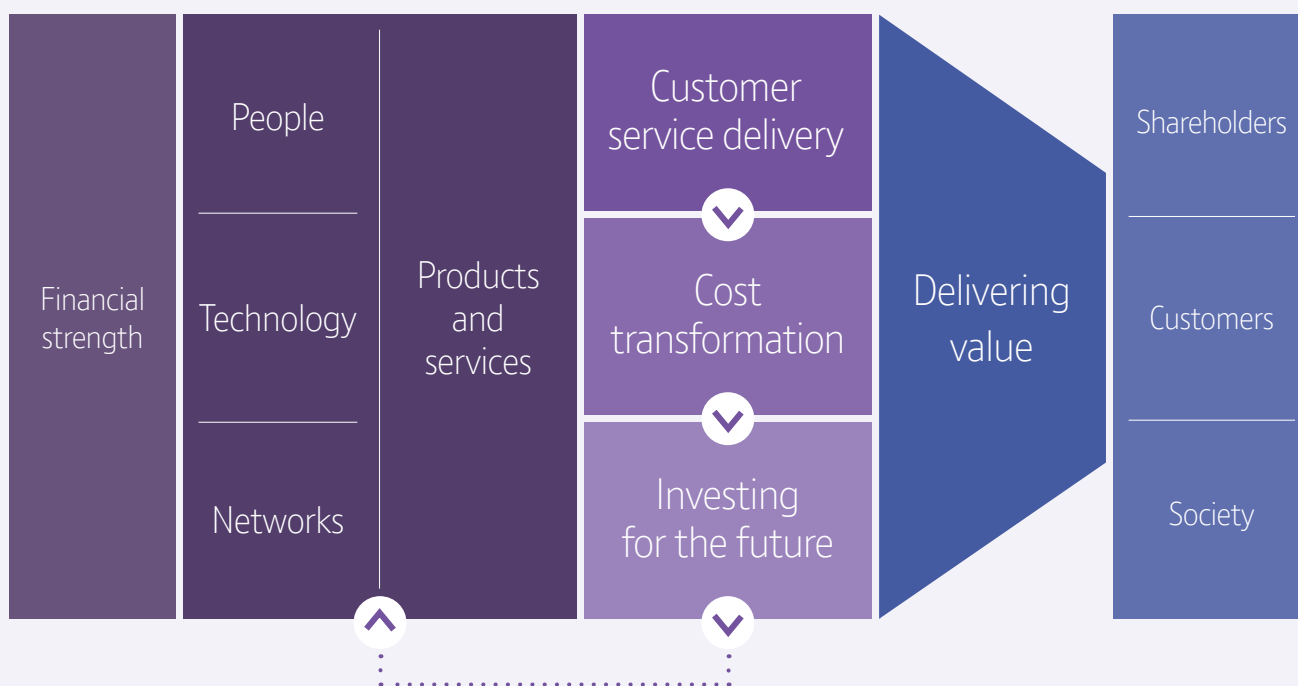 Financial
strength
People
Technology
Networks
Products
and
services
Customer
service delivery
Cost
transformation
Investing
for the future
Delivering
value
Shareholders
Customers
Society